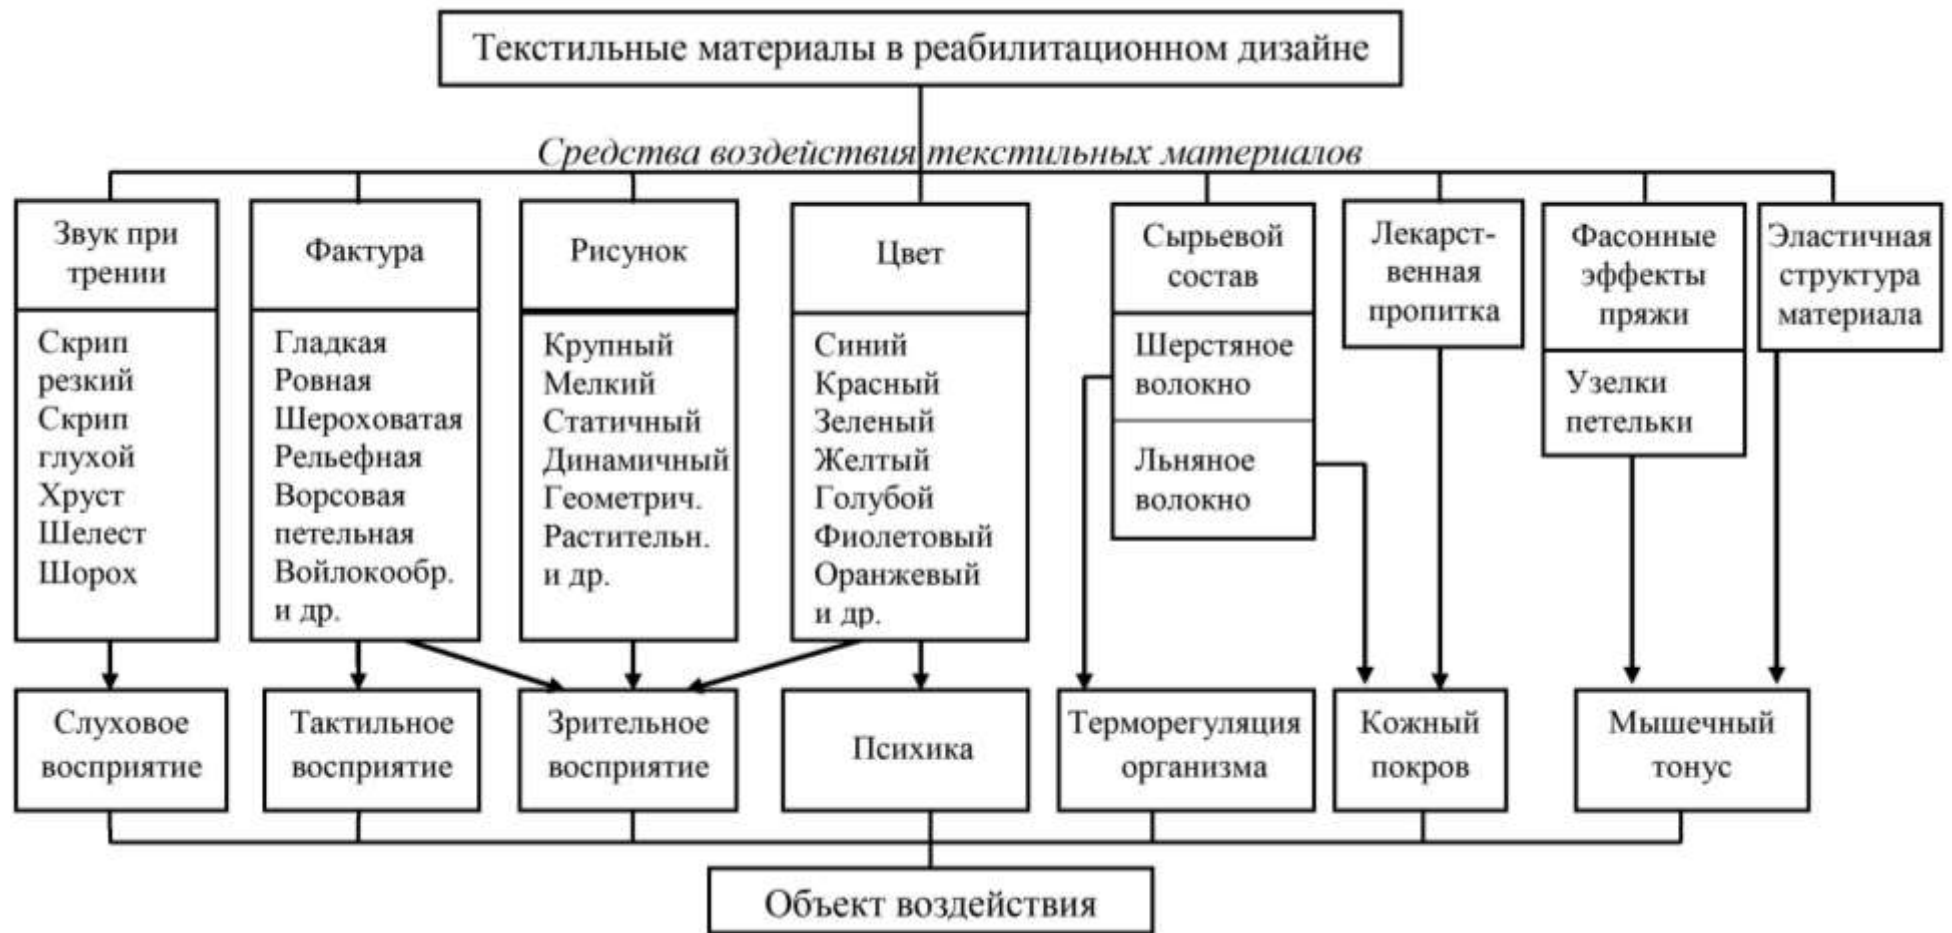 Текстильные материалы в реабилитационном дизайне
Средства воздействия текстильных материалов
Звук при
трении
Скрип
резкий
Скрип
глухой
Хруст
Шелест
Шорох
Фактура
Гладкая
Ровная
Шероховатая
Рельефная
Ворсовая
петельная
Войлокообр.
и др.
Рисунок
Крупный
Мелкий
Статичный
Динамичный
Геометрич.
Растительн.
и др.
Цвет
Синий
Красный
Зеленый
Желтый
Голубой
Фиолетовый
Оранжевый
и др.
Сырьевой
состав
Шерстяное
волокно
Льняное
волокно
Лекарст-
венная
пропитка
Фасонные
эффекты
пряжи
Узелки
петельки
Эластичная
структура
материала
Слуховое
восприятие
Тактильное
восприятие
Зрительное
восприятие
Психика
Терморегуляция
организма
Кожный
покров
Мышечный
тонус
Объект воздействия